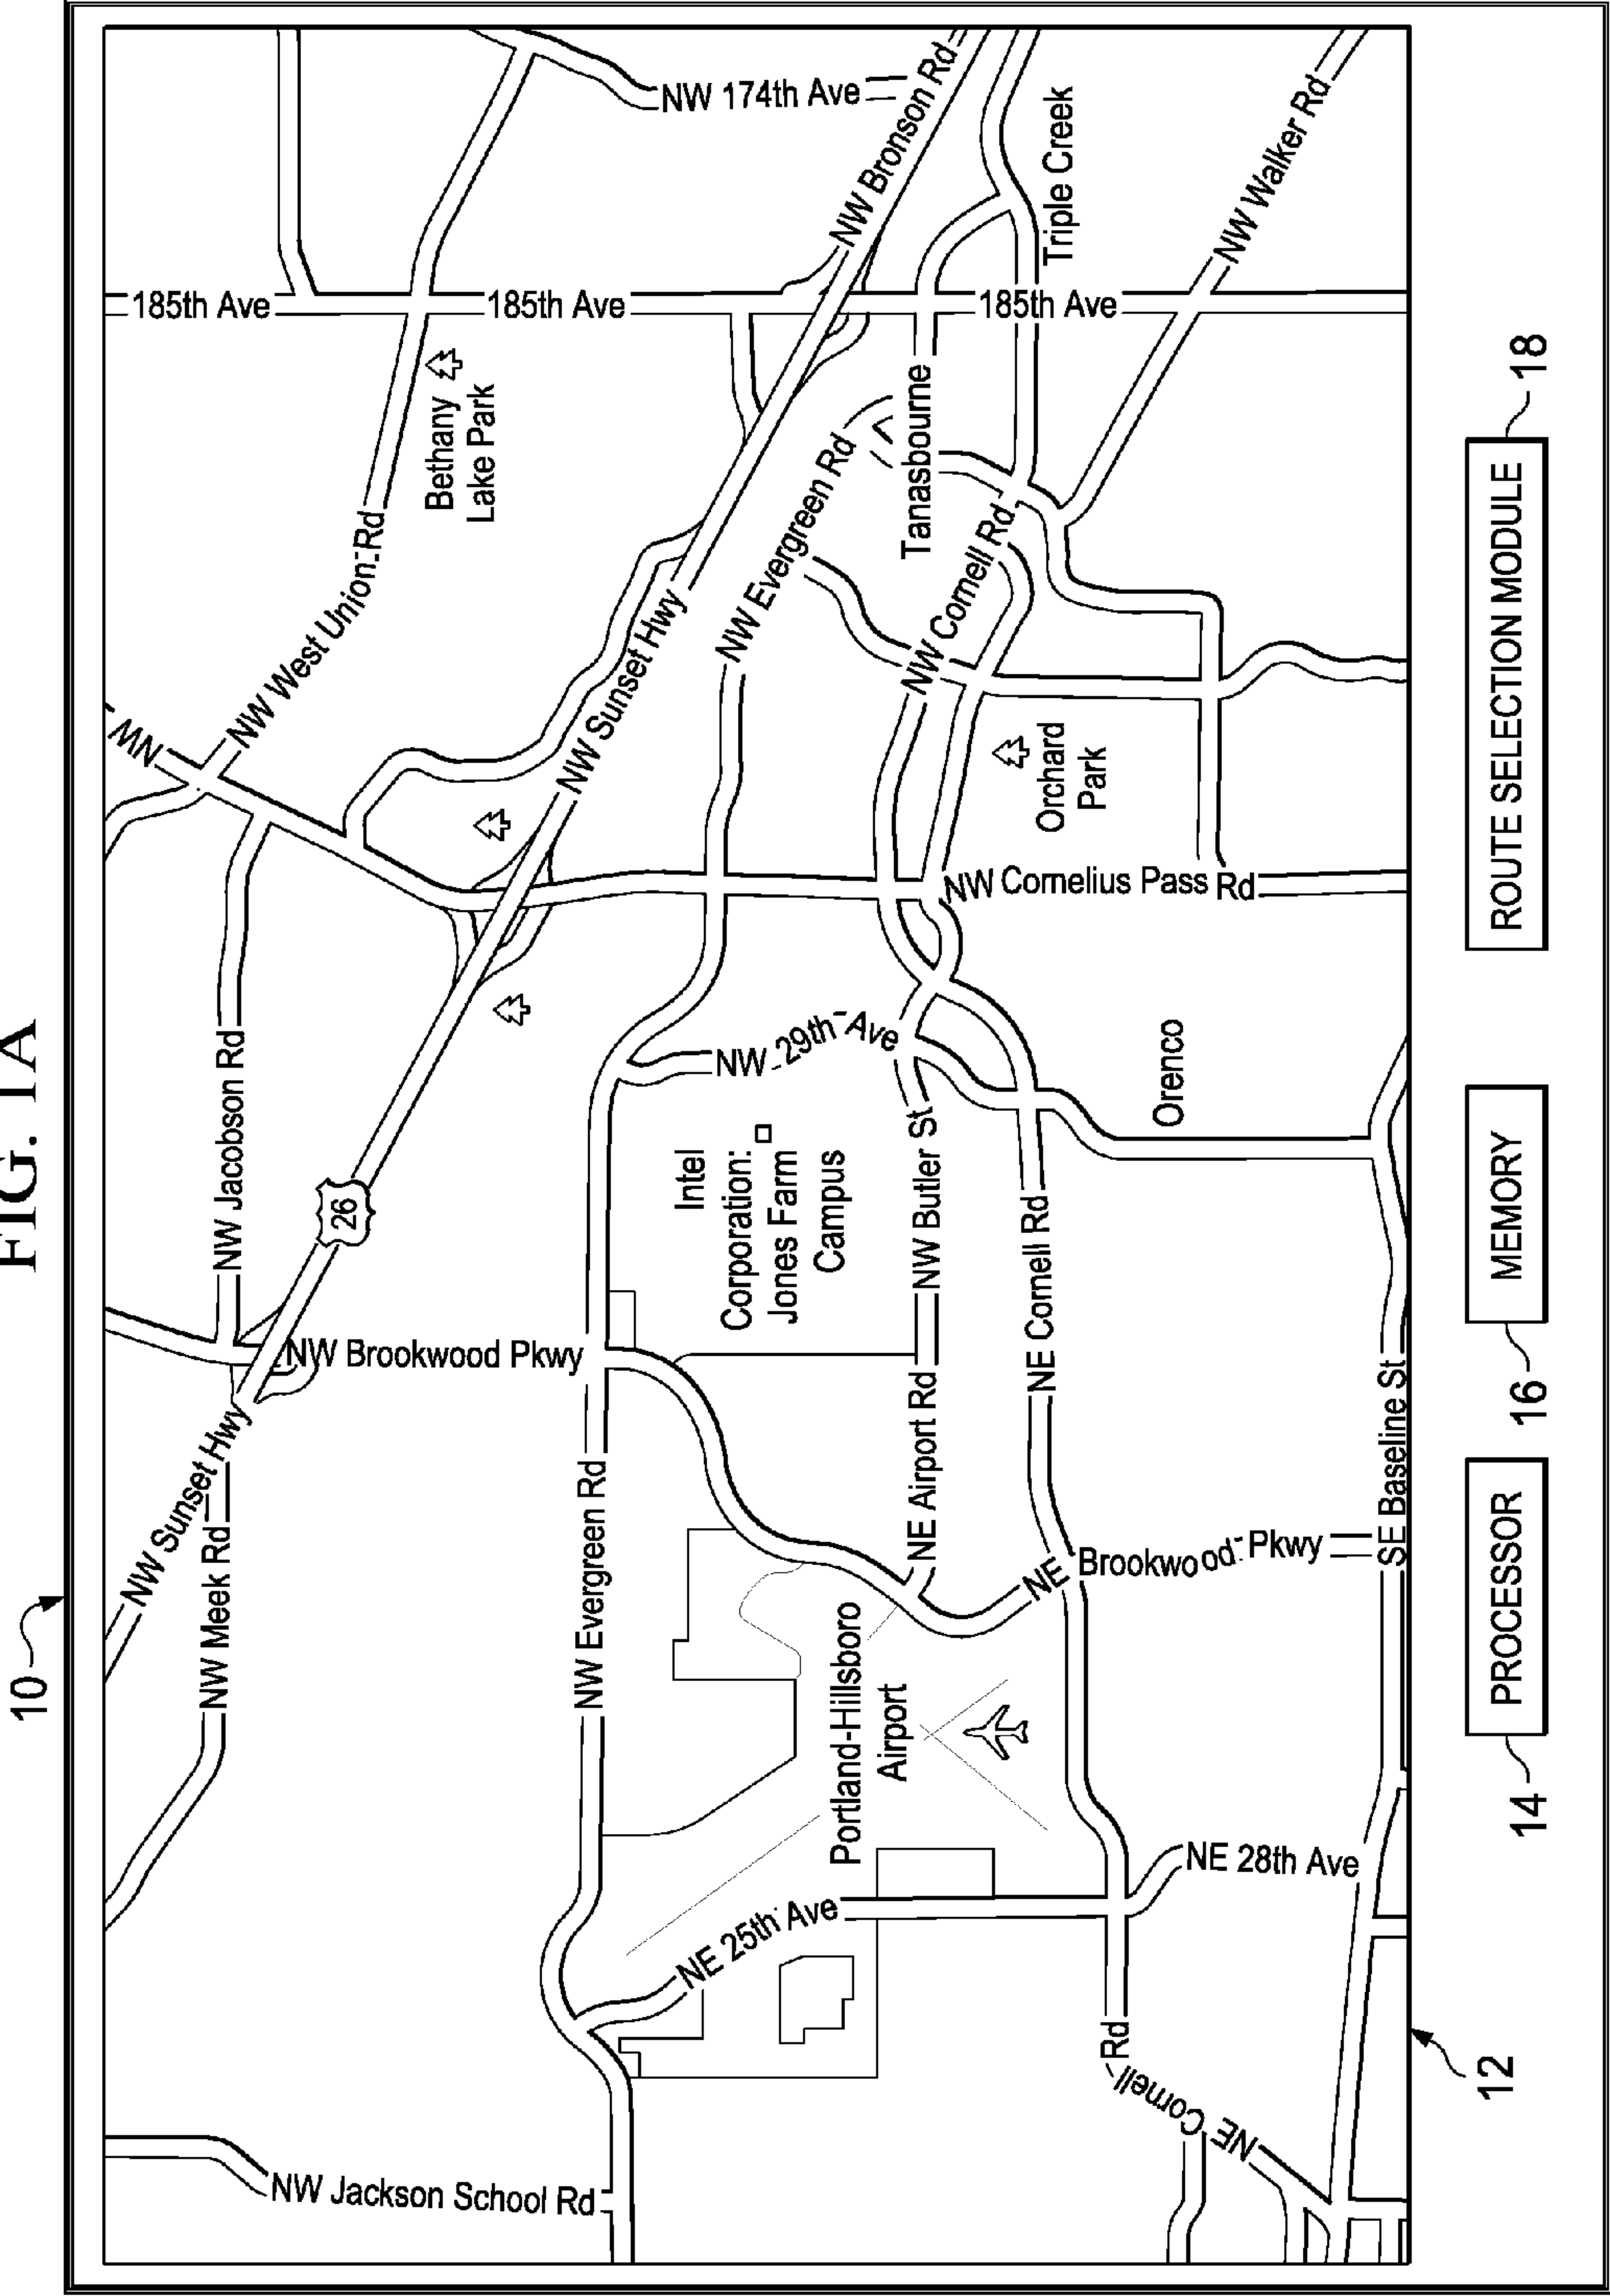 FIG. 1A
10
NW Sunset Hwy
NW Meek Rd
NW Jackson School Rd
NW Evergreen Rd
NE 25th Ave
Portland-Hillsboro
Airport
NE Cornell Rd
NE 28th Ave
NE Airport Rd
NE Brookwood Pkwy
SE Baseline St
NW Brookwood Pkwy
26
NW Jacobson Rd
Intel
Corporation:
Jones Farm
Campus
NW Butler St
NE Cornell Rd
NW 29th Ave
Orenco
NW
NW West Union Rd
NW Sunset Hwy
NW Cornelius Pass Rd
Orchard
Park
NW Evergreen Rd
NW Cornell Rd
Tanasbourne
Bethany
Lake Park
185th Ave
185th Ave
185th Ave
NW 174th Ave
NW Bronson Rd
Triple Creek
NW Walker Rd
12
14
PROCESSOR
16
MEMORY
ROUTE SELECTION MODULE
18